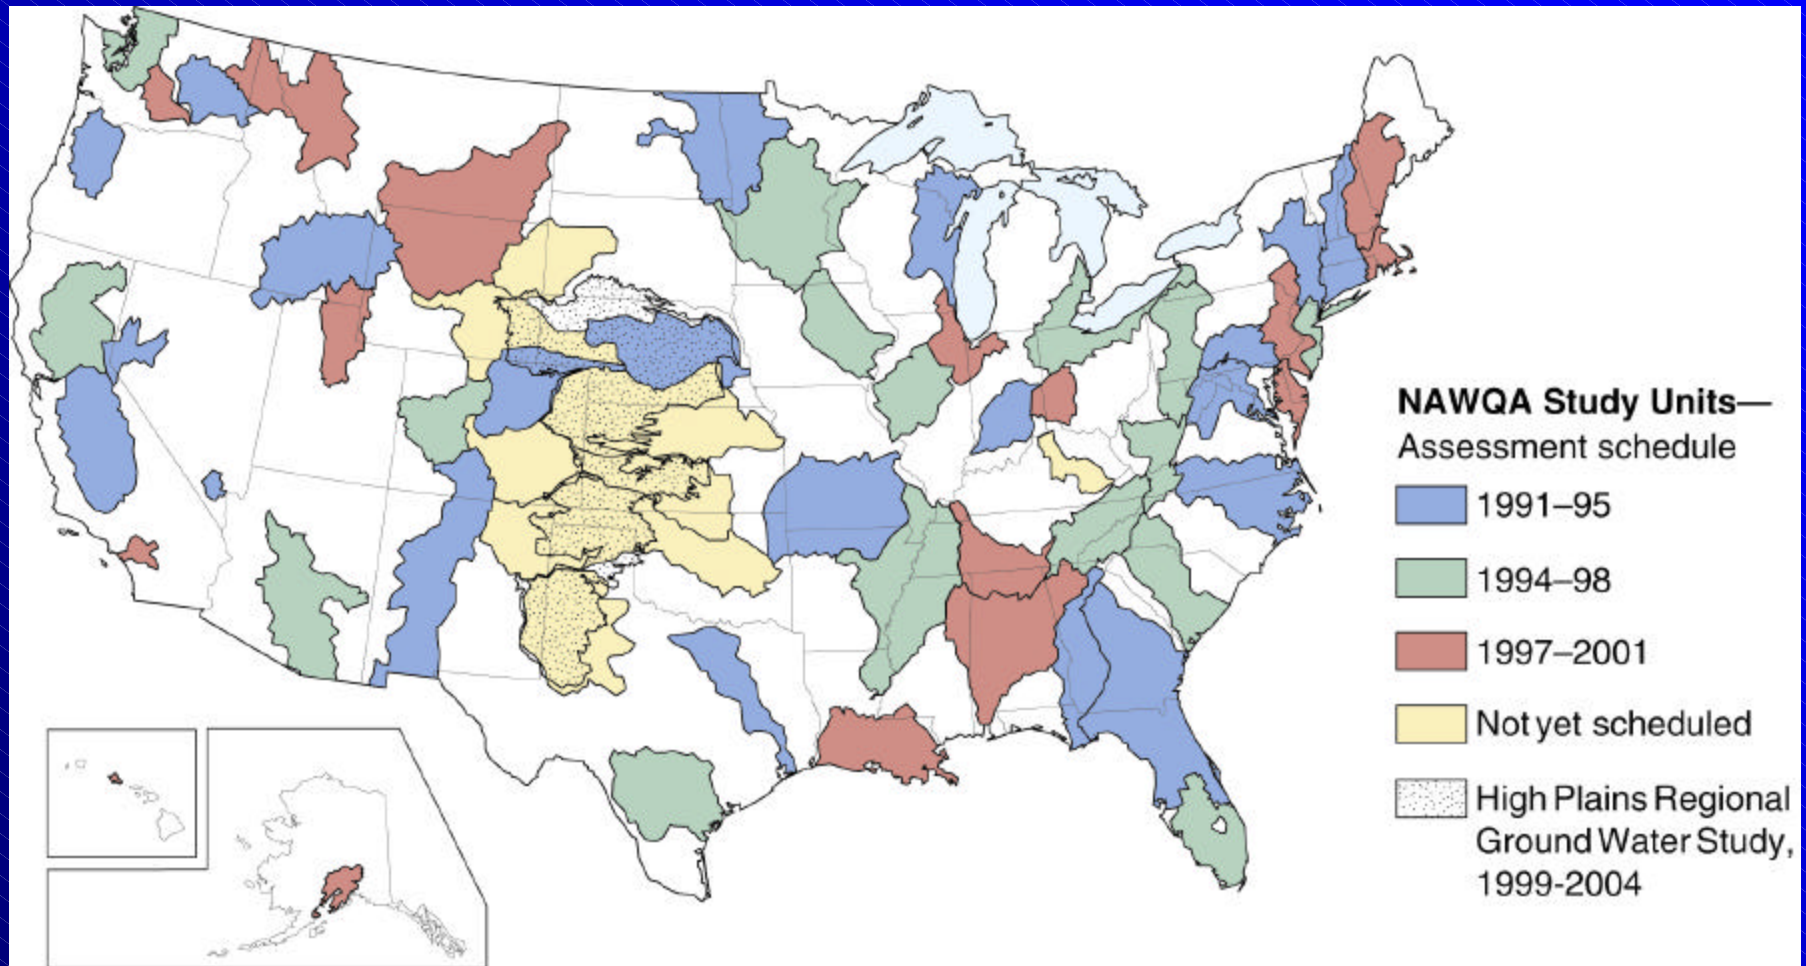 NAWQA Study Units—
Assessment schedule
1991–95
1994–98
1997–2001
Not yet scheduled
High Plains Regional
Ground Water Study,
1999-2004